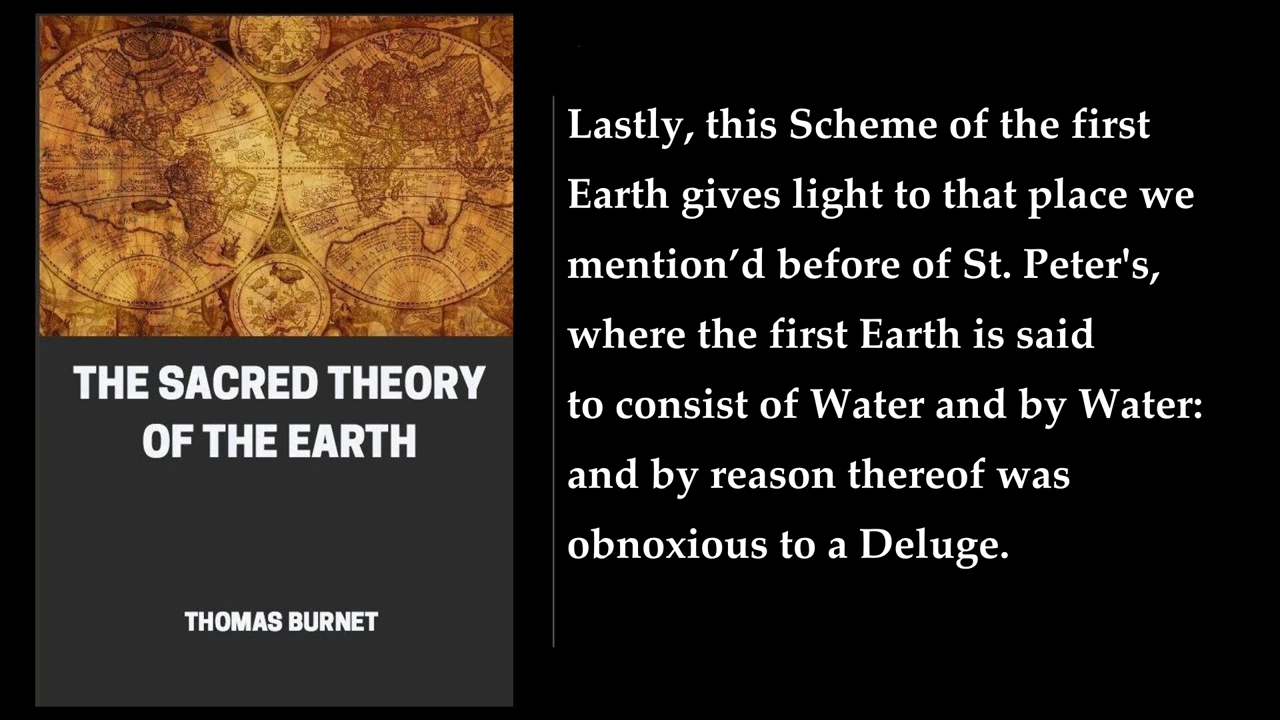 THE SACRED THEORY
OF THE EARTH
THOMAS BURNET
Lastly, this Scheme of the first
Earth gives light to that place we
mention’d before of St. Peter's,
where the first Earth is said
to consist of Water and by Water:
and by reason thereof was
obnoxious to a Deluge.